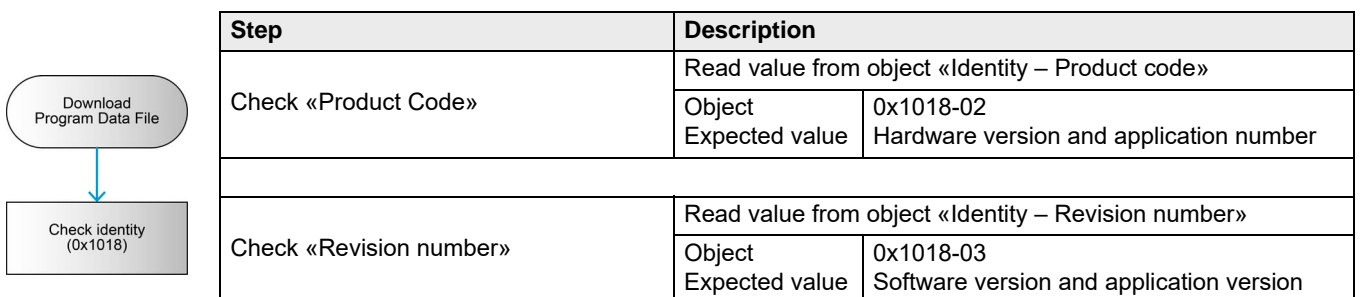 Download
Program Data File
Check identity
(0x1018)
Step Description
Check «Product Code»
Read value from object «Identity – Product code»
Object 0x1018-02
Expected value Hardware version and application number
Check «Revision number»
Read value from object «Identity – Revision number»
Object 0x1018-03
Expected value Software version and application version